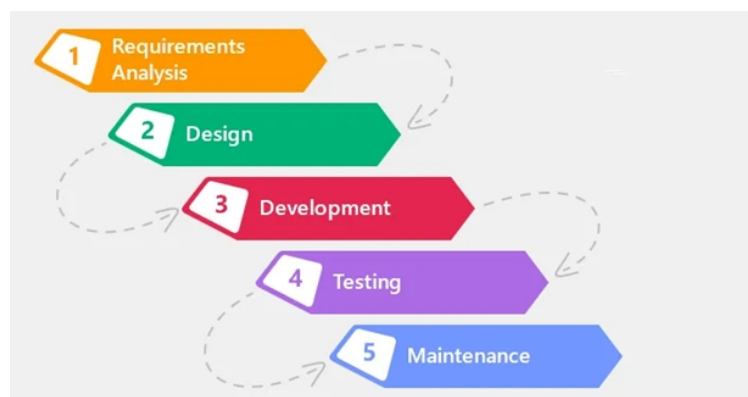 1
Requirements
Analysis
2
Design
3
Development
4
Testing
5
Maintenance